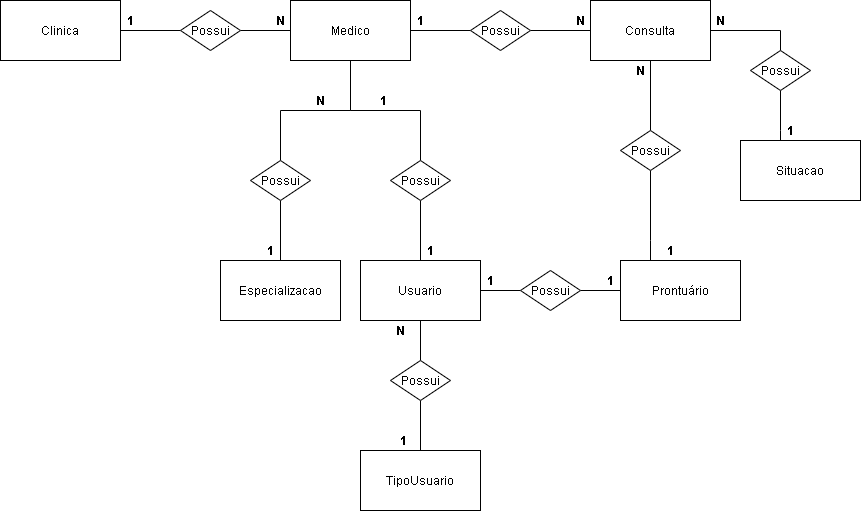 Clinica
1
Possui
N
Medico
1
Possui
N
Consulta
N
Possui
1
Situacao
N
Possui
1
N
1
Possui
Possui
1
1
Especializacao
Usuario
1
Possui
1
Prontuário
N
Possui
1
TipoUsuario